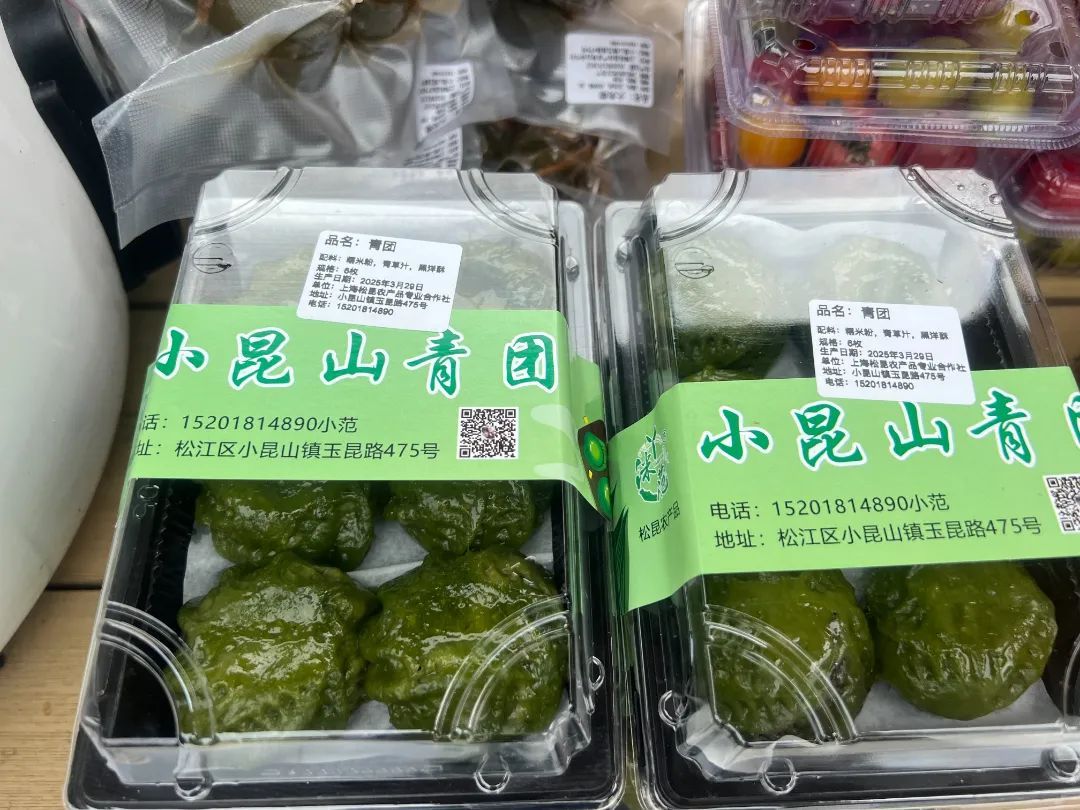 品名：青团
配料：糯米粉，青草汁，黑洋酥
规格：6枚
生产日期：2025年3月29日
单位：上海松昆农产品专业合作社
地址：小昆山镇玉昆路475号
电话：15201814890
小昆山青团
话：15201814890小范
址：松江区小昆山镇玉昆路475号
品名：青团
配料：糯米粉，青草汁，黑洋酥
规格：6枚
生产日期：2025年3月29日
单位：上海松昆农产品专业合作社
地址：小昆山镇玉昆路475号
电话：15201814890
小昆山青
电话：15201814890小范
地址：松江区小昆山镇玉昆路475号
松昆农产品